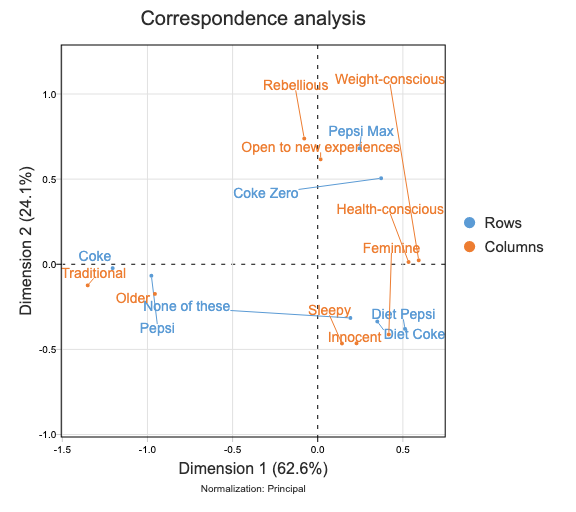 Correspondence analysis
Weight-conscious
Rebellious
1.0
Pepsi Max
Open to new experiences
0.5
Coke Zero
Health-conscious
Rows
Feminine
Columns
Dimension 2 (24.1%)
Coke
0.0
Traditional
Older
None of these
Sleepy
Diet Pepsi
Pepsi
Innocent
Diet Coke
-0.5
-1.0
-1.5 -1.0 -0.5 0.0 0.5
Dimension 1 (62.6%)
Normalization: Principal